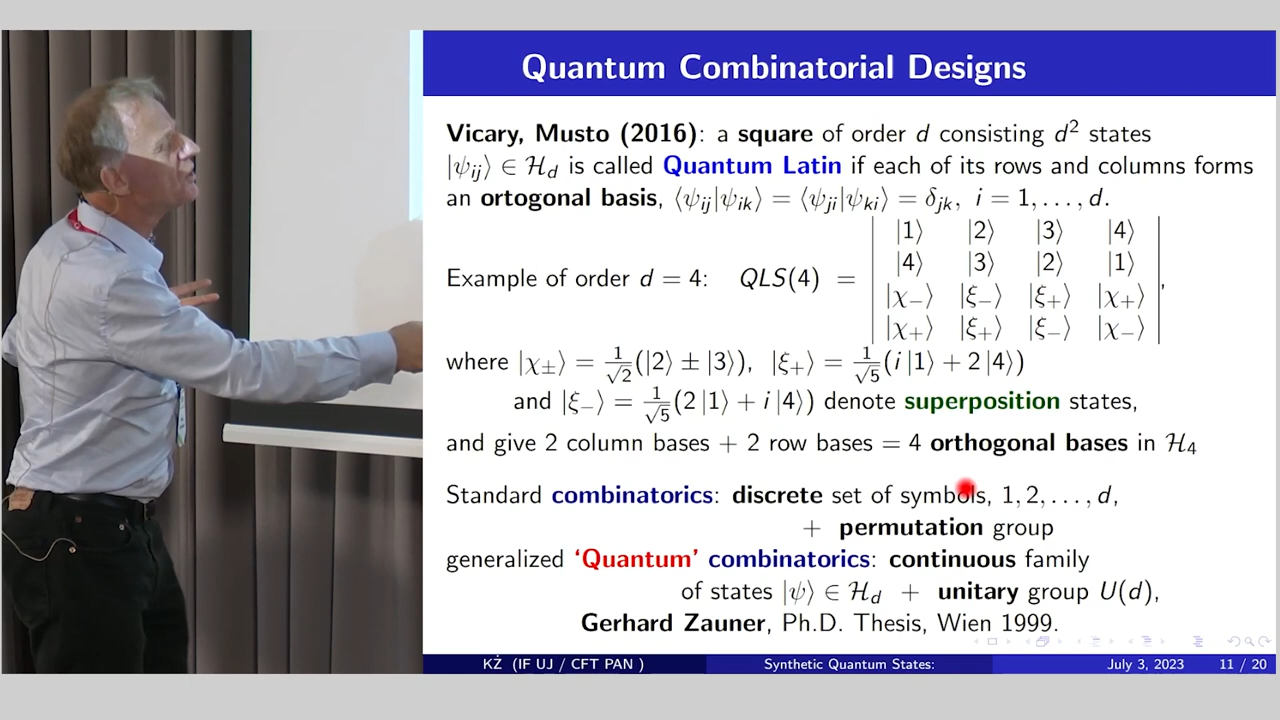 Quantum Combinatorial Designs
Vicary, Musto (2016): a square of order d consisting d² states
|ψᵢⱼ⟩ ∈ ℋ_d is called Quantum Latin if each of its rows and columns forms
an ortogonal basis, ⟨ψᵢⱼ|ψᵢₖ⟩ = ⟨ψⱼᵢ|ψₖᵢ⟩ = δⱼₖ, i = 1, . . . , d.
|1⟩ |2⟩ |3⟩ |4⟩
|4⟩ |3⟩ |2⟩ |1⟩
Example of order d = 4: QLS(4) =
|χ₋⟩ |ξ₋⟩ |ξ₊⟩ |χ₊⟩ ,
|χ₊⟩ |ξ₊⟩ |ξ₋⟩ |χ₋⟩
where |χ±⟩ = 1/√2(|2⟩ ± |3⟩), |ξ₊⟩ = 1/√5(i|1⟩ + 2|4⟩)
and |ξ₋⟩ = 1/√5(2|1⟩ + i|4⟩) denote superposition states,
and give 2 column bases + 2 row bases = 4 orthogonal bases in ℋ₄
Standard combinatorics: discrete set of symbols, 1, 2, . . . , d,
+ permutation group
generalized ‘Quantum’ combinatorics: continuous family
of states |ψ⟩ ∈ ℋ_d + unitary group U(d),
Gerhard Zauner, Ph.D. Thesis, Wien 1999.
KŻ (IF UJ / CFT PAN ) Synthetic Quantum States: July 3, 2023 11 / 20